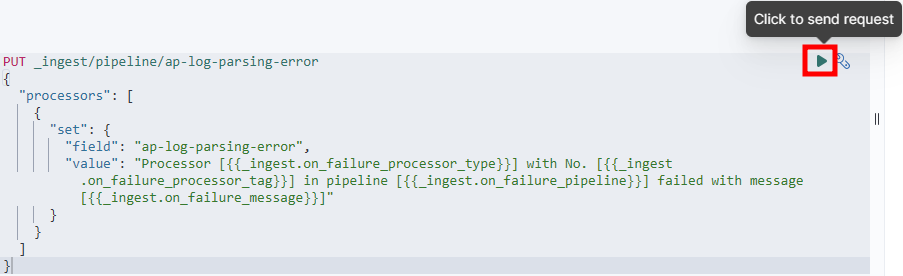 Click to send request
PUT _ingest/pipeline/ap-log-parsing-error
{
  "processors": [
    {
      "set": {
        "field": "ap-log-parsing-error",
        "value": "Processor [{{_ingest.on_failure_processor_type}}] with No. [{{_ingest
          .on_failure_processor_tag}}] in pipeline [{{_ingest.on_failure_pipeline}}] failed with message
          [{{_ingest.on_failure_message}}]"
      }
    }
  ]
}